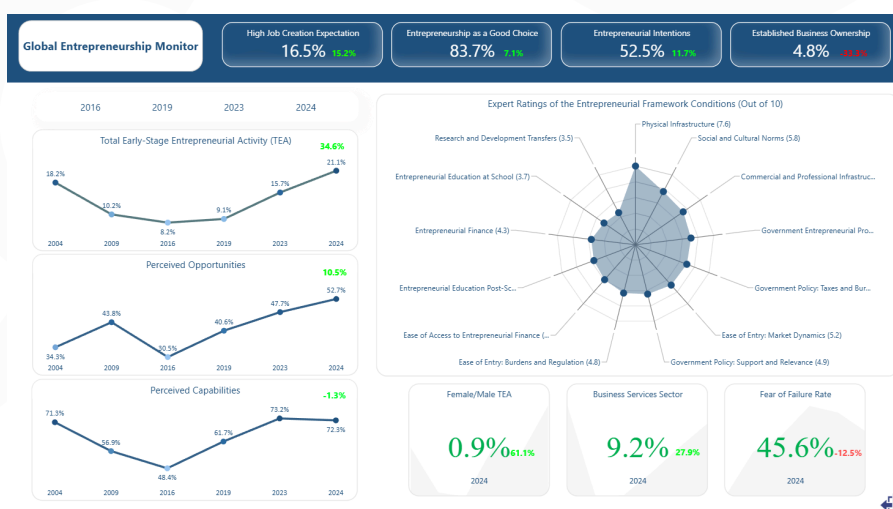 Global Entrepreneurship Monitor
High Job Creation Expectation
16.5% 15.2%
Entrepreneurship as a Good Choice
83.7% 7.1%
Entrepreneurial Intentions
52.5% 11.7%
Established Business Ownership
4.8%
2016 2019 2023 2024
Total Early-Stage Entrepreneurial Activity (TEA)
34.6%
18.2%
10.2%
8.2%
9.1%
15.7%
21.1%
2004 2009 2016 2019 2023 2024
Perceived Opportunities
10.5%
34.3%
43.8%
30.5%
40.6%
47.7%
52.7%
2004 2009 2016 2019 2023 2024
Perceived Capabilities
-1.3%
71.3%
56.9%
48.4%
61.7%
73.2%
72.3%
2004 2009 2016 2019 2023 2024
Expert Ratings of the Entrepreneurial Framework Conditions (Out of 10)
Physical Infrastructure (7.6)
Social and Cultural Norms (5.8)
Commercial and Professional Infrastruc...
Government Entrepreneurial Pro...
Government Policy: Taxes and Bur...
Ease of Entry: Market Dynamics (5.2)
Government Policy: Support and Relevance (4.9)
Ease of Entry: Burdens and Regulation (4.8)
Ease of Access to Entrepreneurial Finance (...
Entrepreneurial Education Post-Sc...
Entrepreneurial Finance (4.3)
Entrepreneurial Education at School (3.7)
Research and Development Transfers (3.5)
Female/Male TEA
0.9% 61.1%
2024
Business Services Sector
9.2% 27.9%
2024
Fear of Failure Rate
45.6% -12.5%
2024